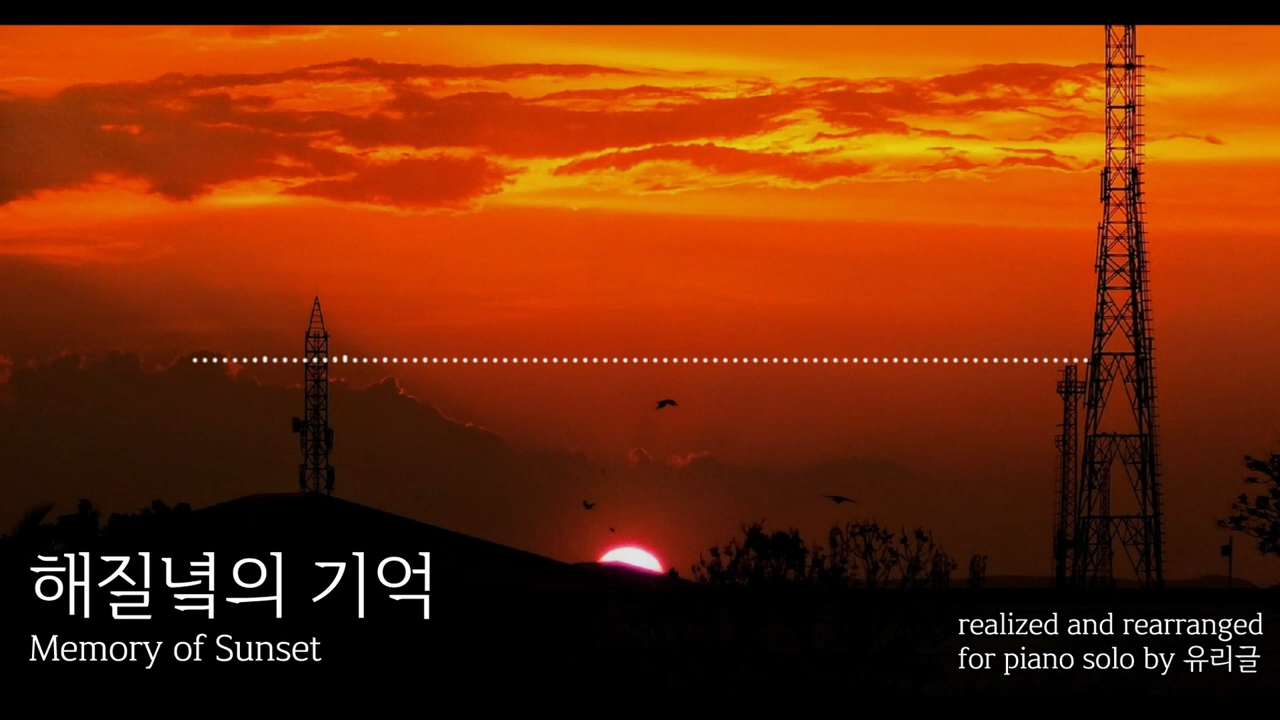 해질녘의 기억
Memory of Sunset
realized and rearranged
for piano solo by 유리글